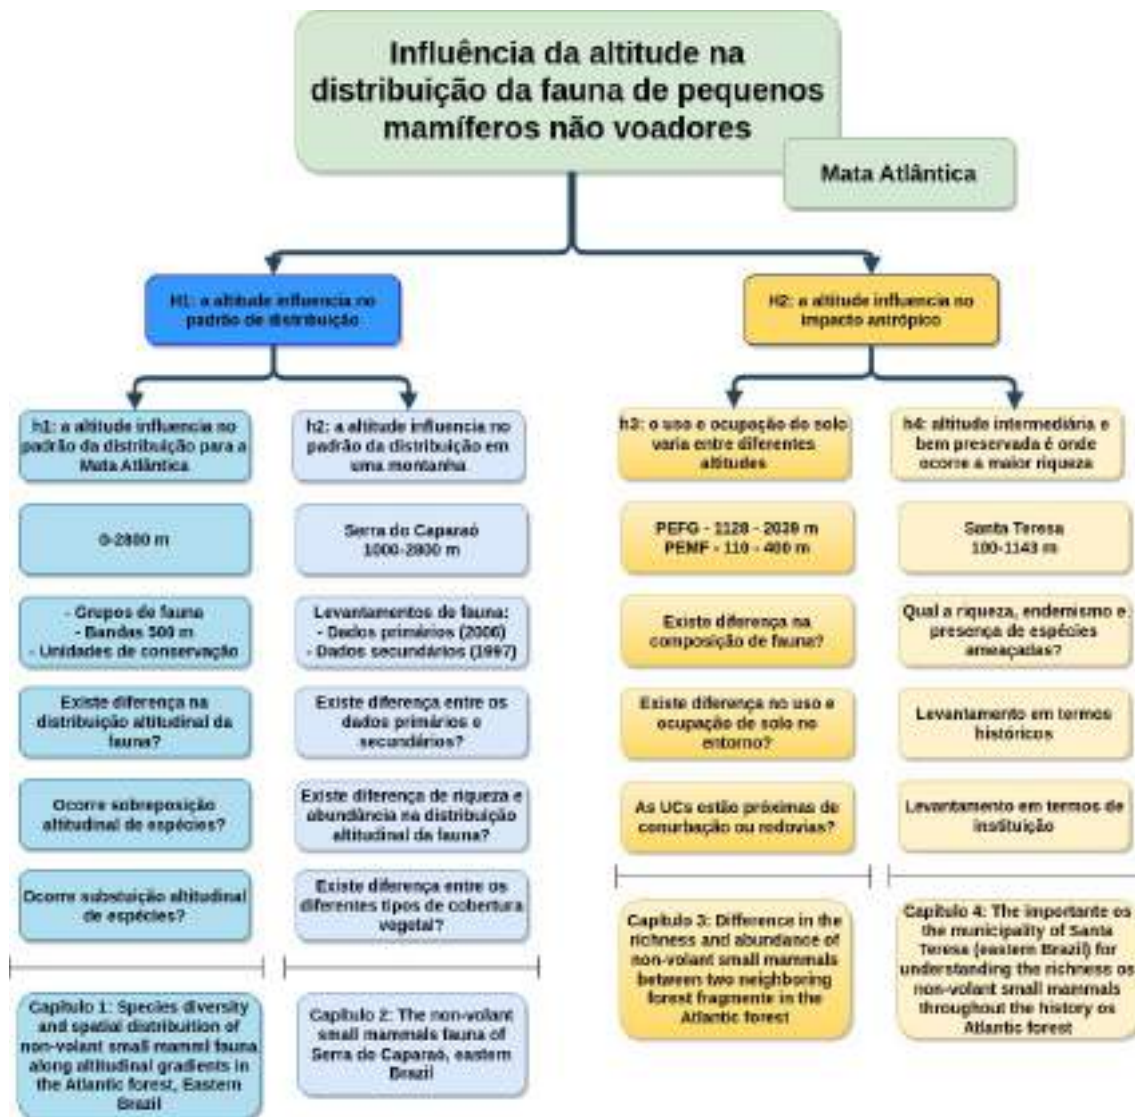 Influência da altitude na
distribuição da fauna de pequenos
mamíferos não voadores
Mata Atlântica
H1: a altitude influencia no
padrão de distribuição
H2: a altitude influencia no
impacto antrópico
h1: a altitude influencia no
padrão da distribuição para a
Mata Atlântica
h2: a altitude influencia no
padrão da distribuição em
uma montanha
h3: o uso e ocupação do solo
varia entre diferentes
altitudes
h4: altitude intermediária e
bem preservada é onde
ocorre a maior riqueza
0-2800 m
Serra do Caparaó
1000-2800 m
PEFG - 1128 - 2039 m
PEMF - 110 - 400 m
Santa Teresa
100-1143 m
- Grupos de fauna
- Bandas 500 m
- Unidades de conservação
Levantamentos de fauna:
- Dados primários (2006)
- Dados secundários (1997)
Existe diferença na
composição de fauna?
Qual a riqueza, endemismo e
presença de espécies
ameaçadas?
Existe diferença na
distribuição altitudinal da
fauna?
Existe diferença entre os
dados primários e
secundários?
Existe diferença no uso e
ocupação de solo no
entorno?
Levantamento em termos
históricos
Ocorre sobreposição
altitudinal de espécies?
Existe diferença de riqueza e
abundância na distribuição
altitudinal da fauna?
As UCs estão próximas de
conurbação ou rodovias?
Levantamento em termos de
instituição
Ocorre substuição altitudinal
de espécies?
Existe diferença entre os
diferentes tipos de cobertura
vegetal?
Capítulo 1: Species diversity
and spatial distribuition of
non-volant small mamml fauna
along altitudinal gradients in
the Atlantic forest, Eastern
Brazil
Capítulo 2: The non-volant
small mammals fauna of
Serra do Caparaó, eastern
Brazil
Capítulo 3: Difference in the
richness and abundance of
non-volant small mammals
between two neighboring
forest fragmente in the
Atlantic forest
Capítulo 4: The importante os
the municipality of Santa
Teresa (eastern Brazil) for
understanding the richness os
non-volant small mammals
throughout the history os
Atlantic forest